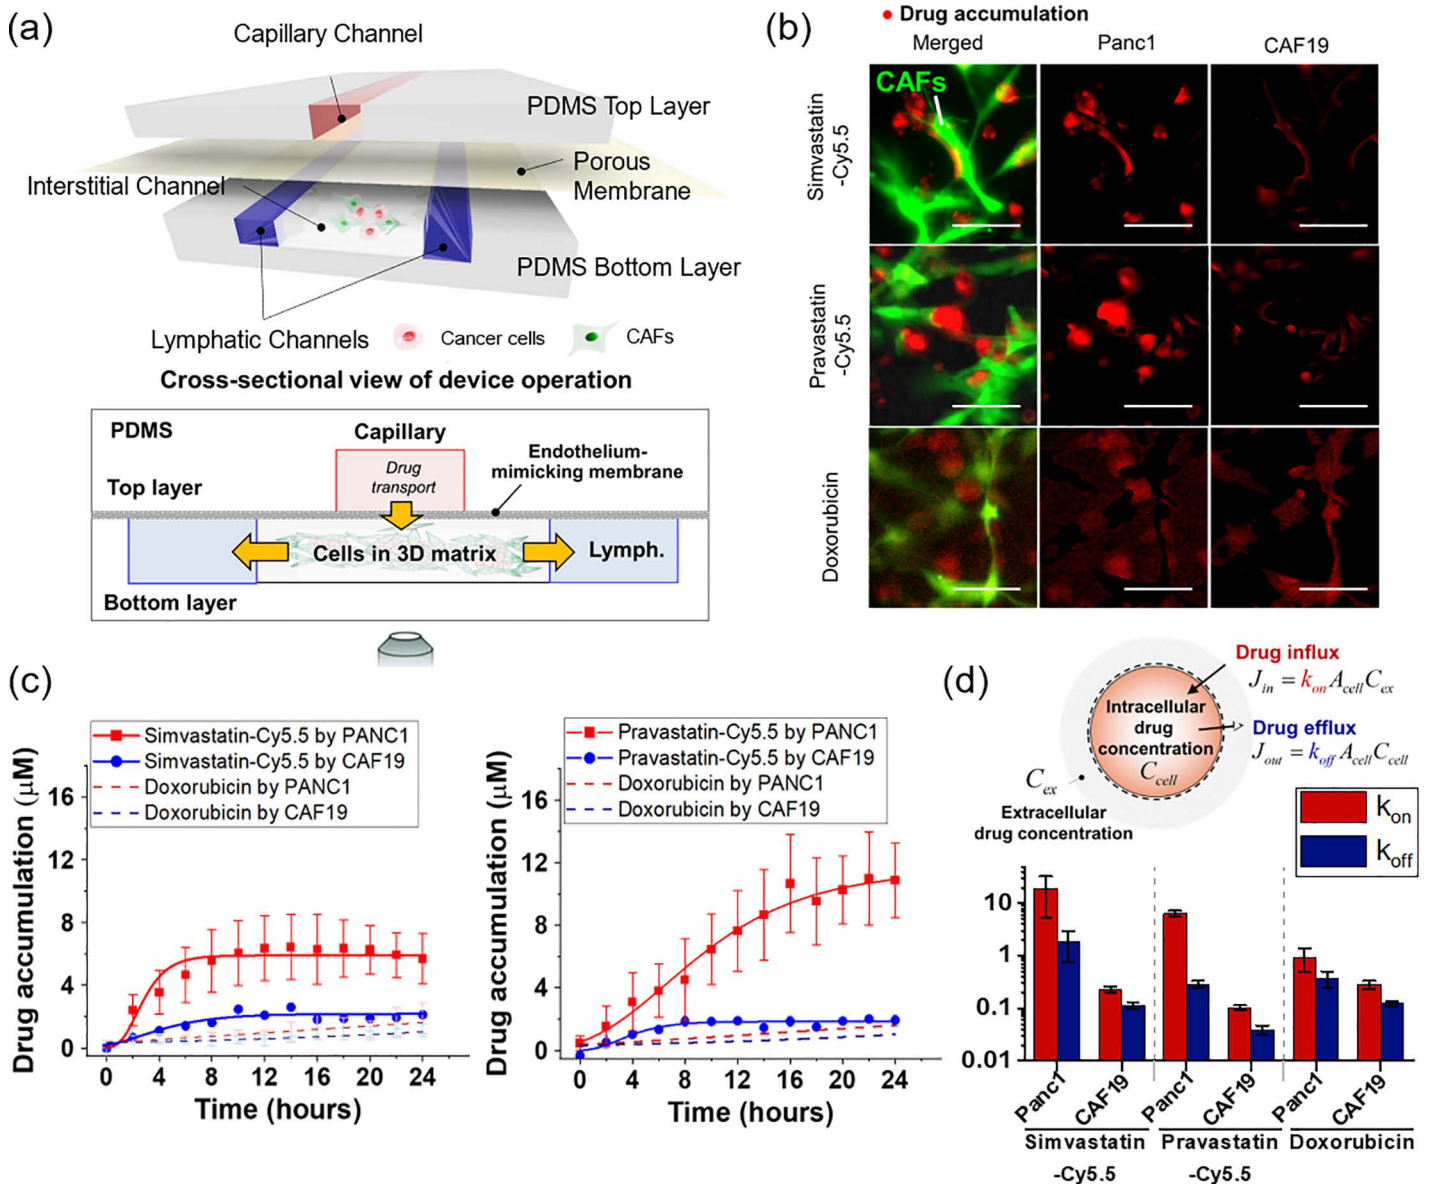 (a)
Capillary Channel
PDMS Top Layer
Porous
Membrane
Interstitial Channel
PDMS Bottom Layer
Lymphatic Channels
Cancer cells
CAFs
Cross-sectional view of device operation
PDMS
Capillary
Drug
transport
Endothelium-
mimicking membrane
Top layer
Cells in 3D matrix
Lymph.
Bottom layer
(b)
Drug accumulation
Merged
Panc1
CAF19
CAFs
Simvastatin
-Cy5.5
Pravastatin
-Cy5.5
Doxorubicin
(c)
Drug accumulation (μM)
Simvastatin-Cy5.5 by PANC1
Simvastatin-Cy5.5 by CAF19
Doxorubicin by PANC1
Doxorubicin by CAF19
16
12
8
4
0
0 4 8 12 16 20 24
Time (hours)
Drug accumulation (μM)
Pravastatin-Cy5.5 by PANC1
Pravastatin-Cy5.5 by CAF19
Doxorubicin by PANC1
Doxorubicin by CAF19
16
12
8
4
0
0 4 8 12 16 20 24
Time (hours)
(d)
Drug influx
J_in = k_on A_cell C_ex
Intracellular
drug
concentration
C_cell
Drug efflux
J_out = k_off A_cell C_cell
C_ex
Extracellular
drug concentration
k_on
k_off
10
1
0.1
0.01
Panc1 CAF19 Panc1 CAF19 Panc1 CAF19
Simvastatin Pravastatin Doxorubicin
-Cy5.5 -Cy5.5